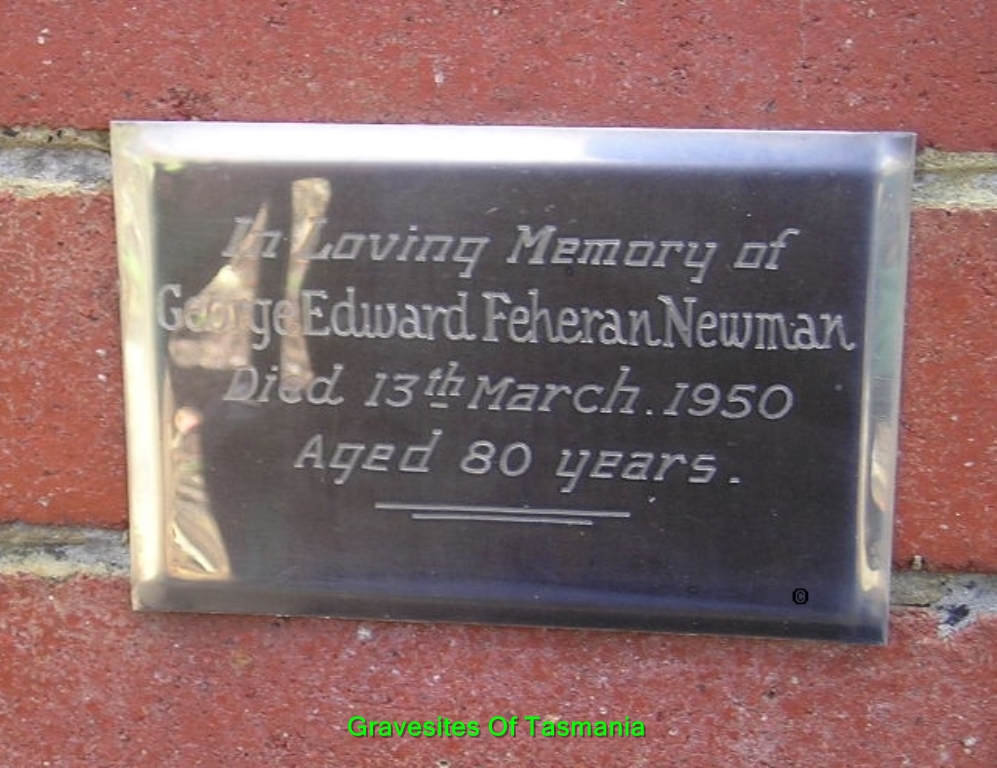 In Loving Memory of
George Edward Feheran Newman
Died 13th March. 1950
Aged 80 years.
©
Gravesites Of Tasmania